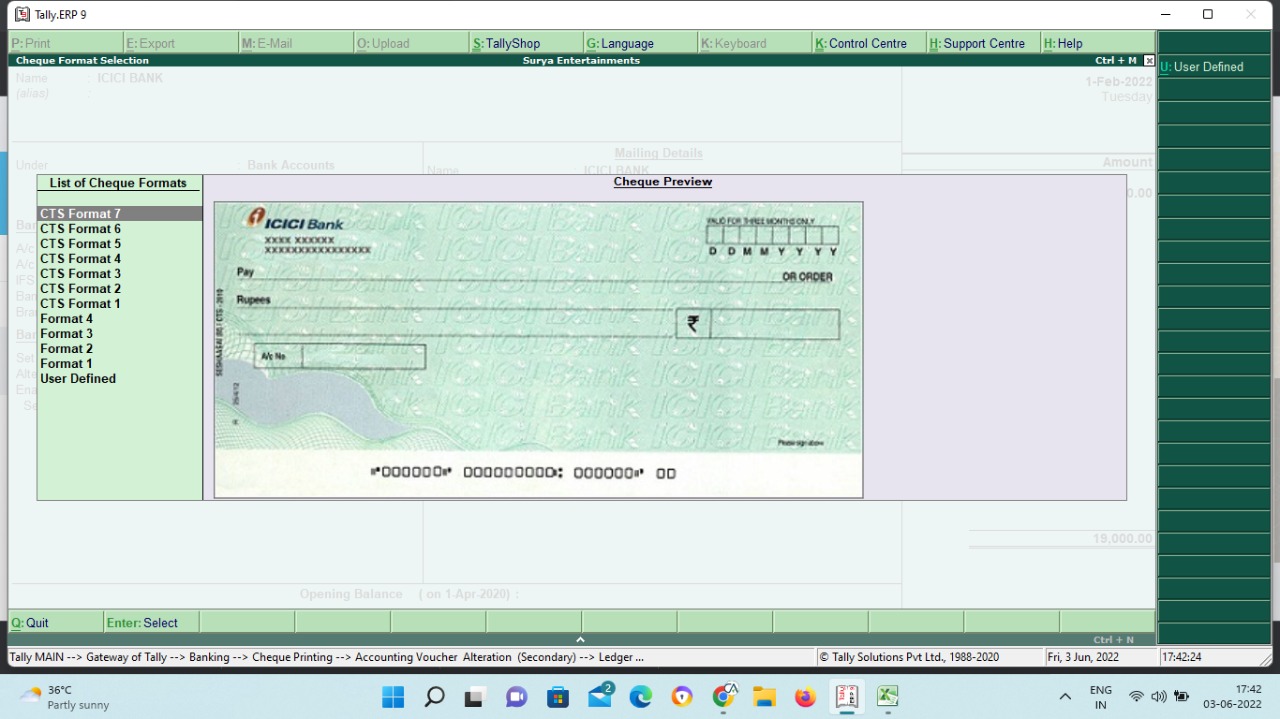 Tally.ERP 9
P: Print E: Export M: E-Mail O: Upload S: TallyShop G: Language K: Keyboard K: Control Centre H: Support Centre H: Help
Cheque Format Selection Surya Entertainments Ctrl + M
U: User Defined
Name : ICICI BANK
(alias) :
1-Feb-2022
Tuesday
Under : Bank Accounts
Mailing Details
Name : ICICI BANK
Amount
List of Cheque Formats
CTS Format 7
CTS Format 6
CTS Format 5
CTS Format 4
CTS Format 3
CTS Format 2
CTS Format 1
Format 4
Format 3
Format 2
Format 1
User Defined
Cheque Preview
ICICI Bank
XXXX XXXXXX
XXXXXXXXXXXXXXXX
VALID FOR THREE MONTHS ONLY
D D M M Y Y Y Y
Pay OR ORDER
Rupees
₹
A/c No
Please sign above
⑈000000⑈ 000000000⑆ 000000⑈ 00
19,000.00
Opening Balance ( on 1-Apr-2020) :
Q: Quit Enter: Select
Ctrl + N
Tally MAIN --> Gateway of Tally --> Banking --> Cheque Printing --> Accounting Voucher Alteration (Secondary) --> Ledger ... © Tally Solutions Pvt Ltd., 1988-2020 Fri, 3 Jun, 2022 17:42:24
36°C
Partly sunny
2
CA
ENG
IN
17:42
03-06-2022